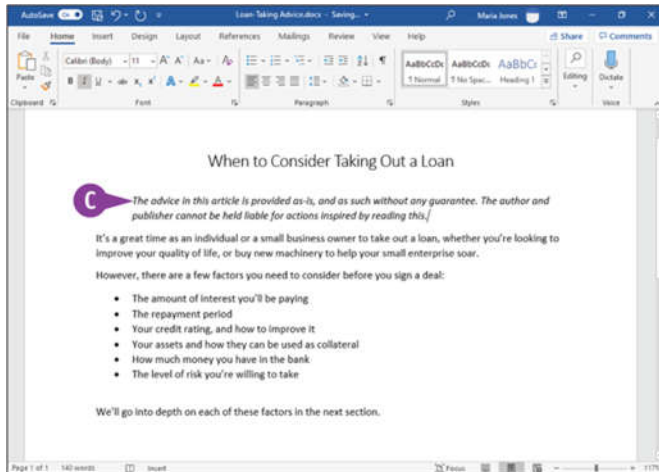 AutoSave On Loan-Taking Advice.docx - Saving... Maria Jones
File Home Insert Design Layout References Mailings Review View Help Share Comments
Calibri (Body) 11 A A Aa A
Paste B I U ab x x A A AaBbCcDc AaBbCcDc AaBbCc Editing Dictate
¶ Normal ¶ No Spac... Heading 1
Clipboard Font Paragraph Styles Voice
When to Consider Taking Out a Loan
C The advice in this article is provided as-is, and as such without any guarantee. The author and
publisher cannot be held liable for actions inspired by reading this.
It's a great time as an individual or a small business owner to take out a loan, whether you're looking to
improve your quality of life, or buy new machinery to help your small enterprise soar.
However, there are a few factors you need to consider before you sign a deal:
• The amount of interest you'll be paying
• The repayment period
• Your credit rating, and how to improve it
• Your assets and how they can be used as collateral
• How much money you have in the bank
• The level of risk you're willing to take
We'll go into depth on each of these factors in the next section.
Page 1 of 1 140 words Insert Focus